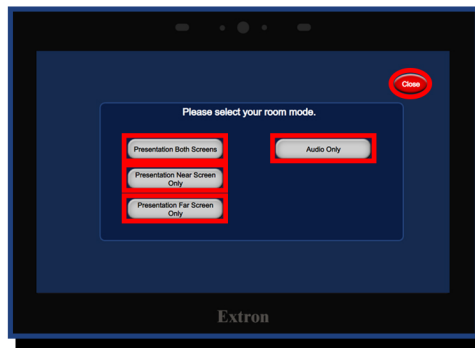 Close
Please select your room mode.
Presentation Both Screens
Audio Only
Presentation Near Screen
Only
Presentation Far Screen
Only
Extron